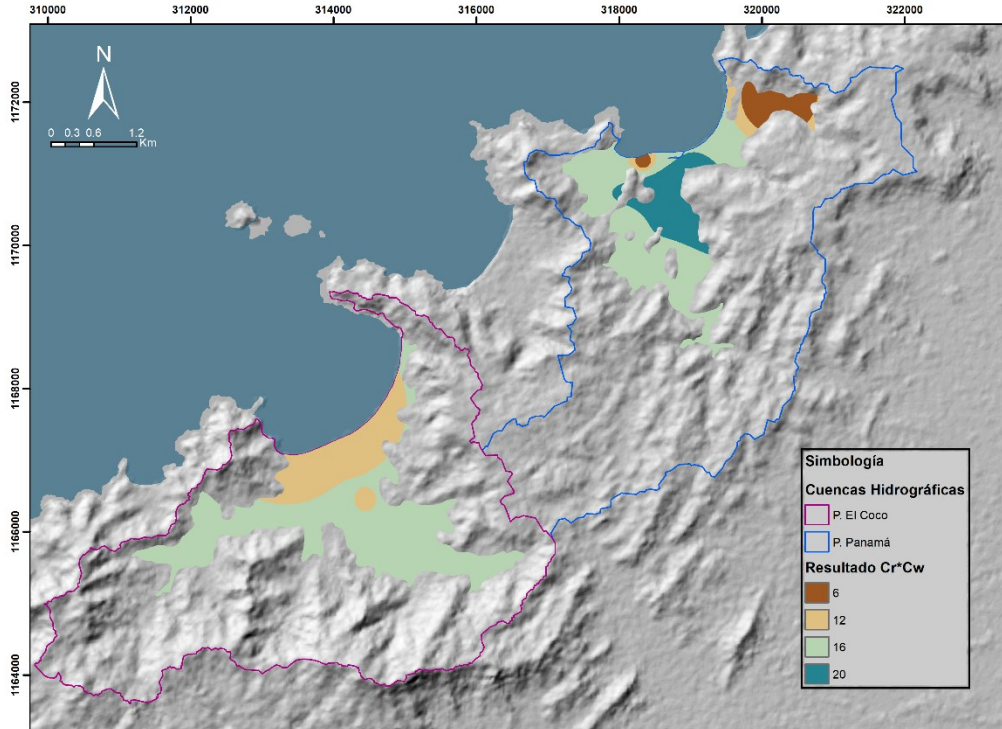 310000 312000 314000 316000 318000 320000 322000
N
0 0.3 0.6 1.2
Km
1172000
1170000
1168000
1166000
1164000
Simbología
Cuencas Hidrográficas
P. El Coco
P. Panamá
Resultado Cr*Cw
6
12
16
20